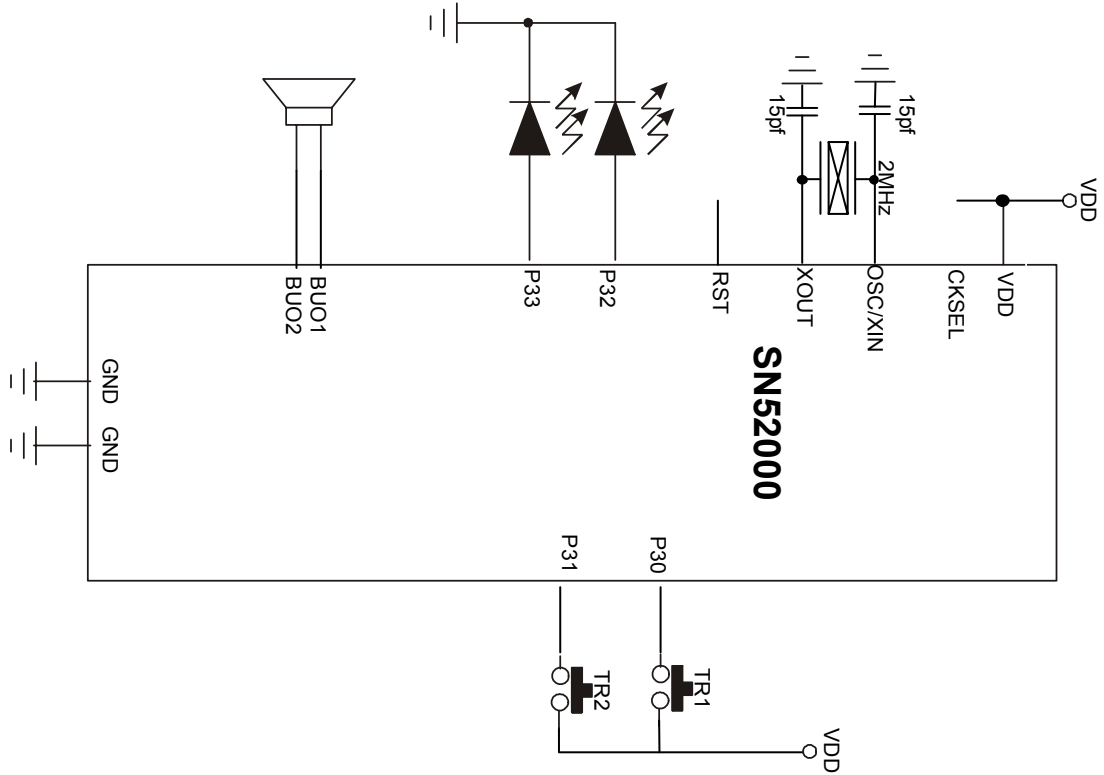 VDD
VDD
CKSEL
OSC/XIN
XOUT
RST
P32
P33
BUO1
BUO2
2MHz
15pf
15pf
SN52000
GND
GND
P30
P31
TR1
TR2
VDD